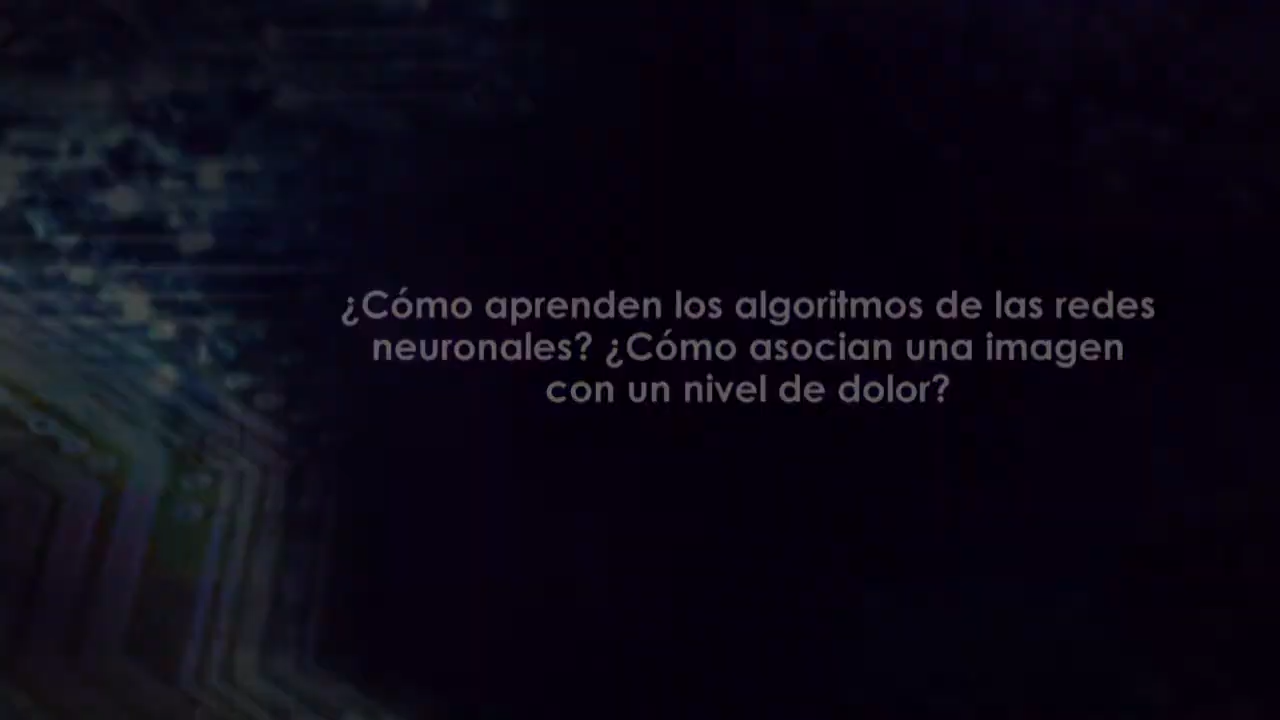 ¿Cómo aprenden los algoritmos de las redes
neuronales? ¿Cómo asocian una imagen
con un nivel de dolor?